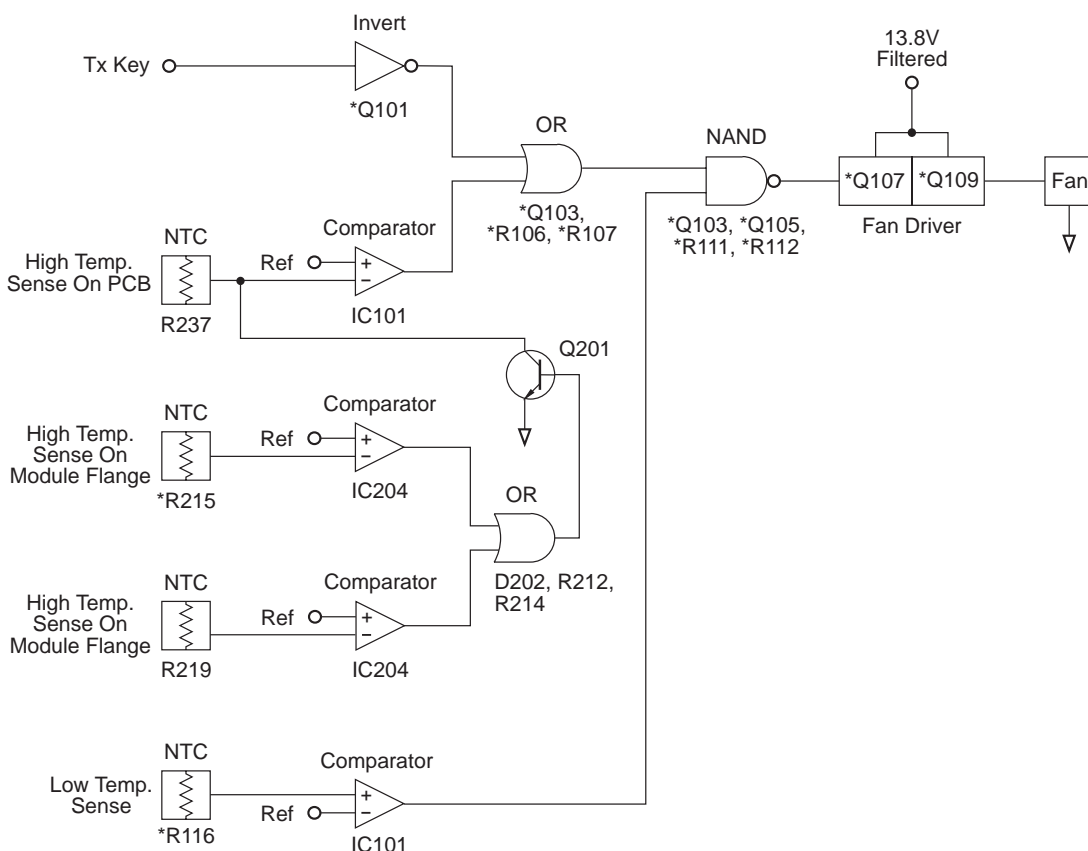 Invert
Tx Key
*Q101
13.8V
Filtered
OR
NAND
*Q107
*Q109
Fan
Fan Driver
*Q103,
*R106, *R107
*Q103, *Q105,
*R111, *R112
NTC
Comparator
High Temp.
Sense On PCB
Ref
+
−
R237
IC101
Q201
NTC
Comparator
High Temp.
Sense On
Module Flange
Ref
+
−
*R215
IC204
OR
D202, R212,
R214
NTC
Comparator
High Temp.
Sense On
Module Flange
Ref
+
−
R219
IC204
NTC
Comparator
Low Temp.
Sense
+
Ref
−
*R116
IC101